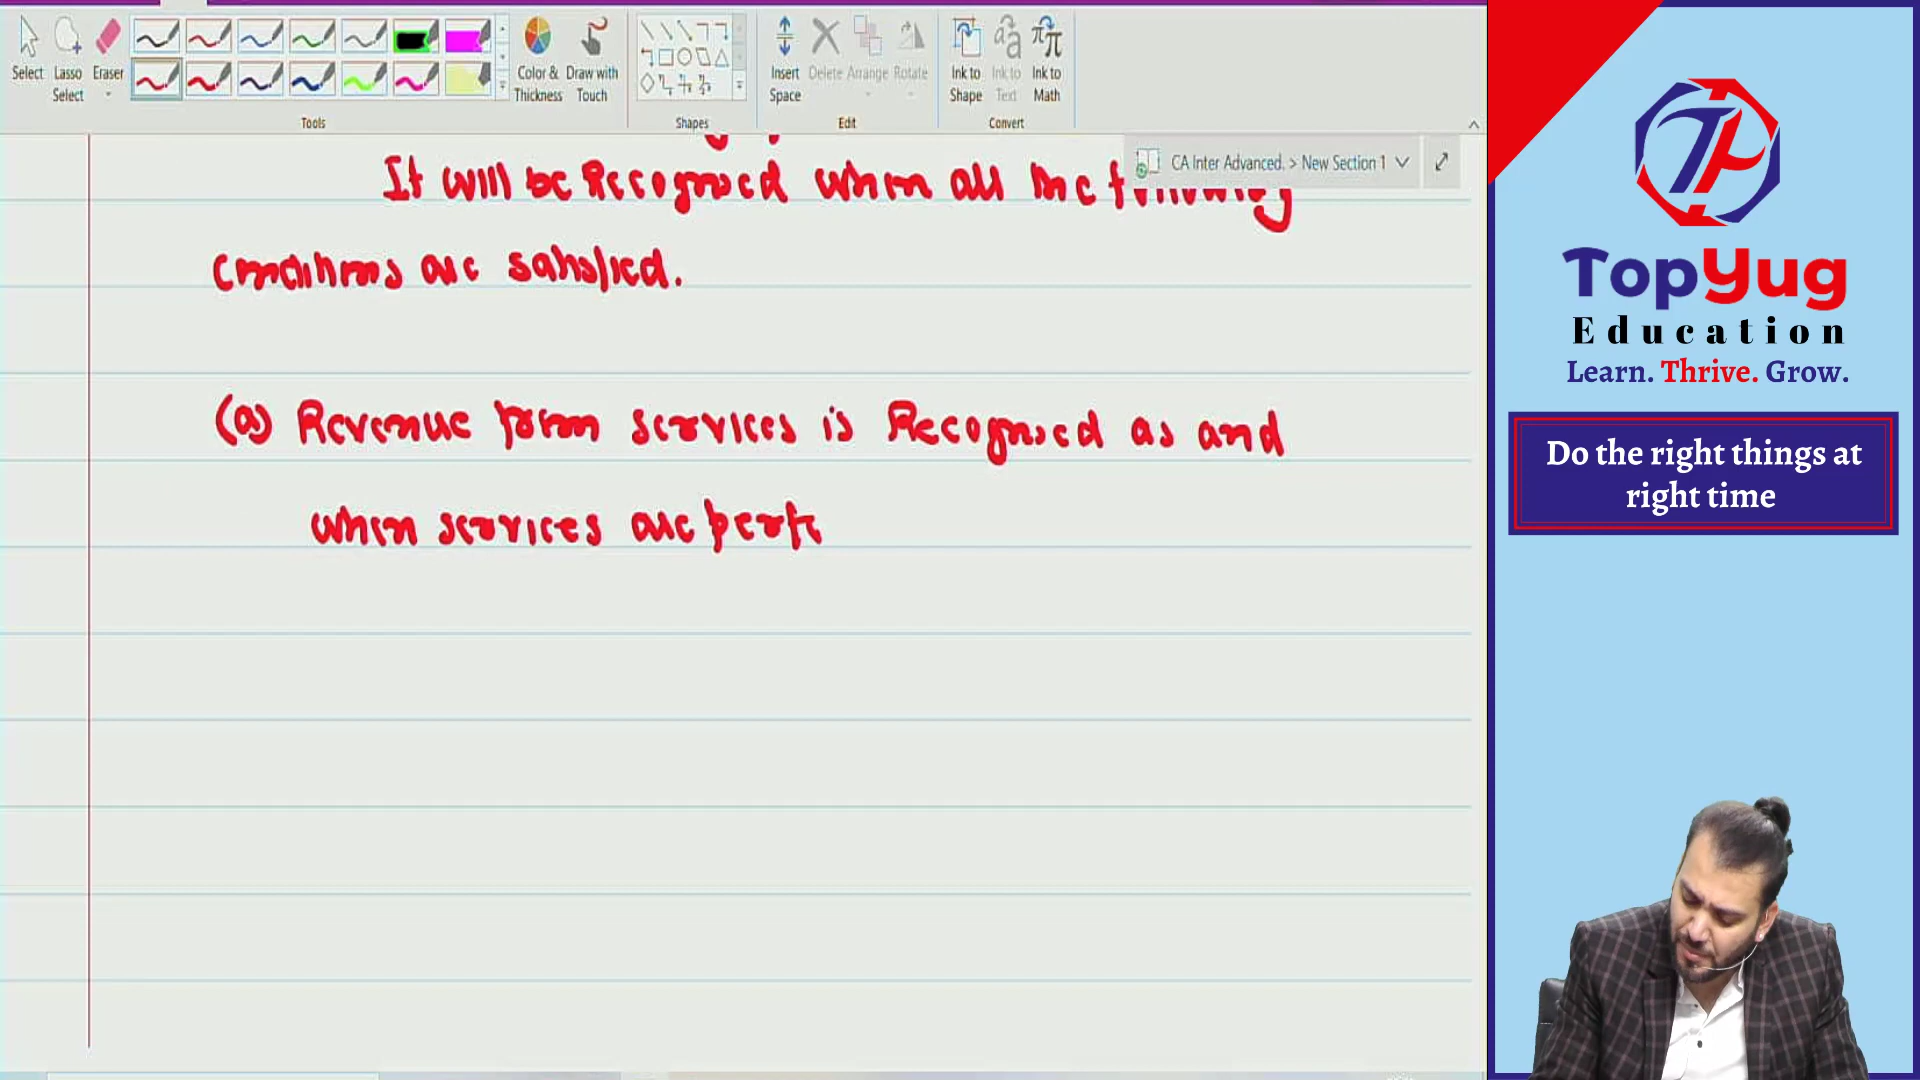 Select
Lasso Select
Eraser
Color & Thickness
Draw with Touch
Insert Space
Delete
Arrange
Rotate
Ink to Shape
Ink to Text
Ink to Math
Tools
Shapes
Edit
Convert
CA Inter Advanced. > New Section 1
It will be Recognised when all the following
conditions are satisfied.
(a) Revenue form services is Recognised as and
when services are perfo
TopYug
Education
Learn. Thrive. Grow.
Do the right things at
right time